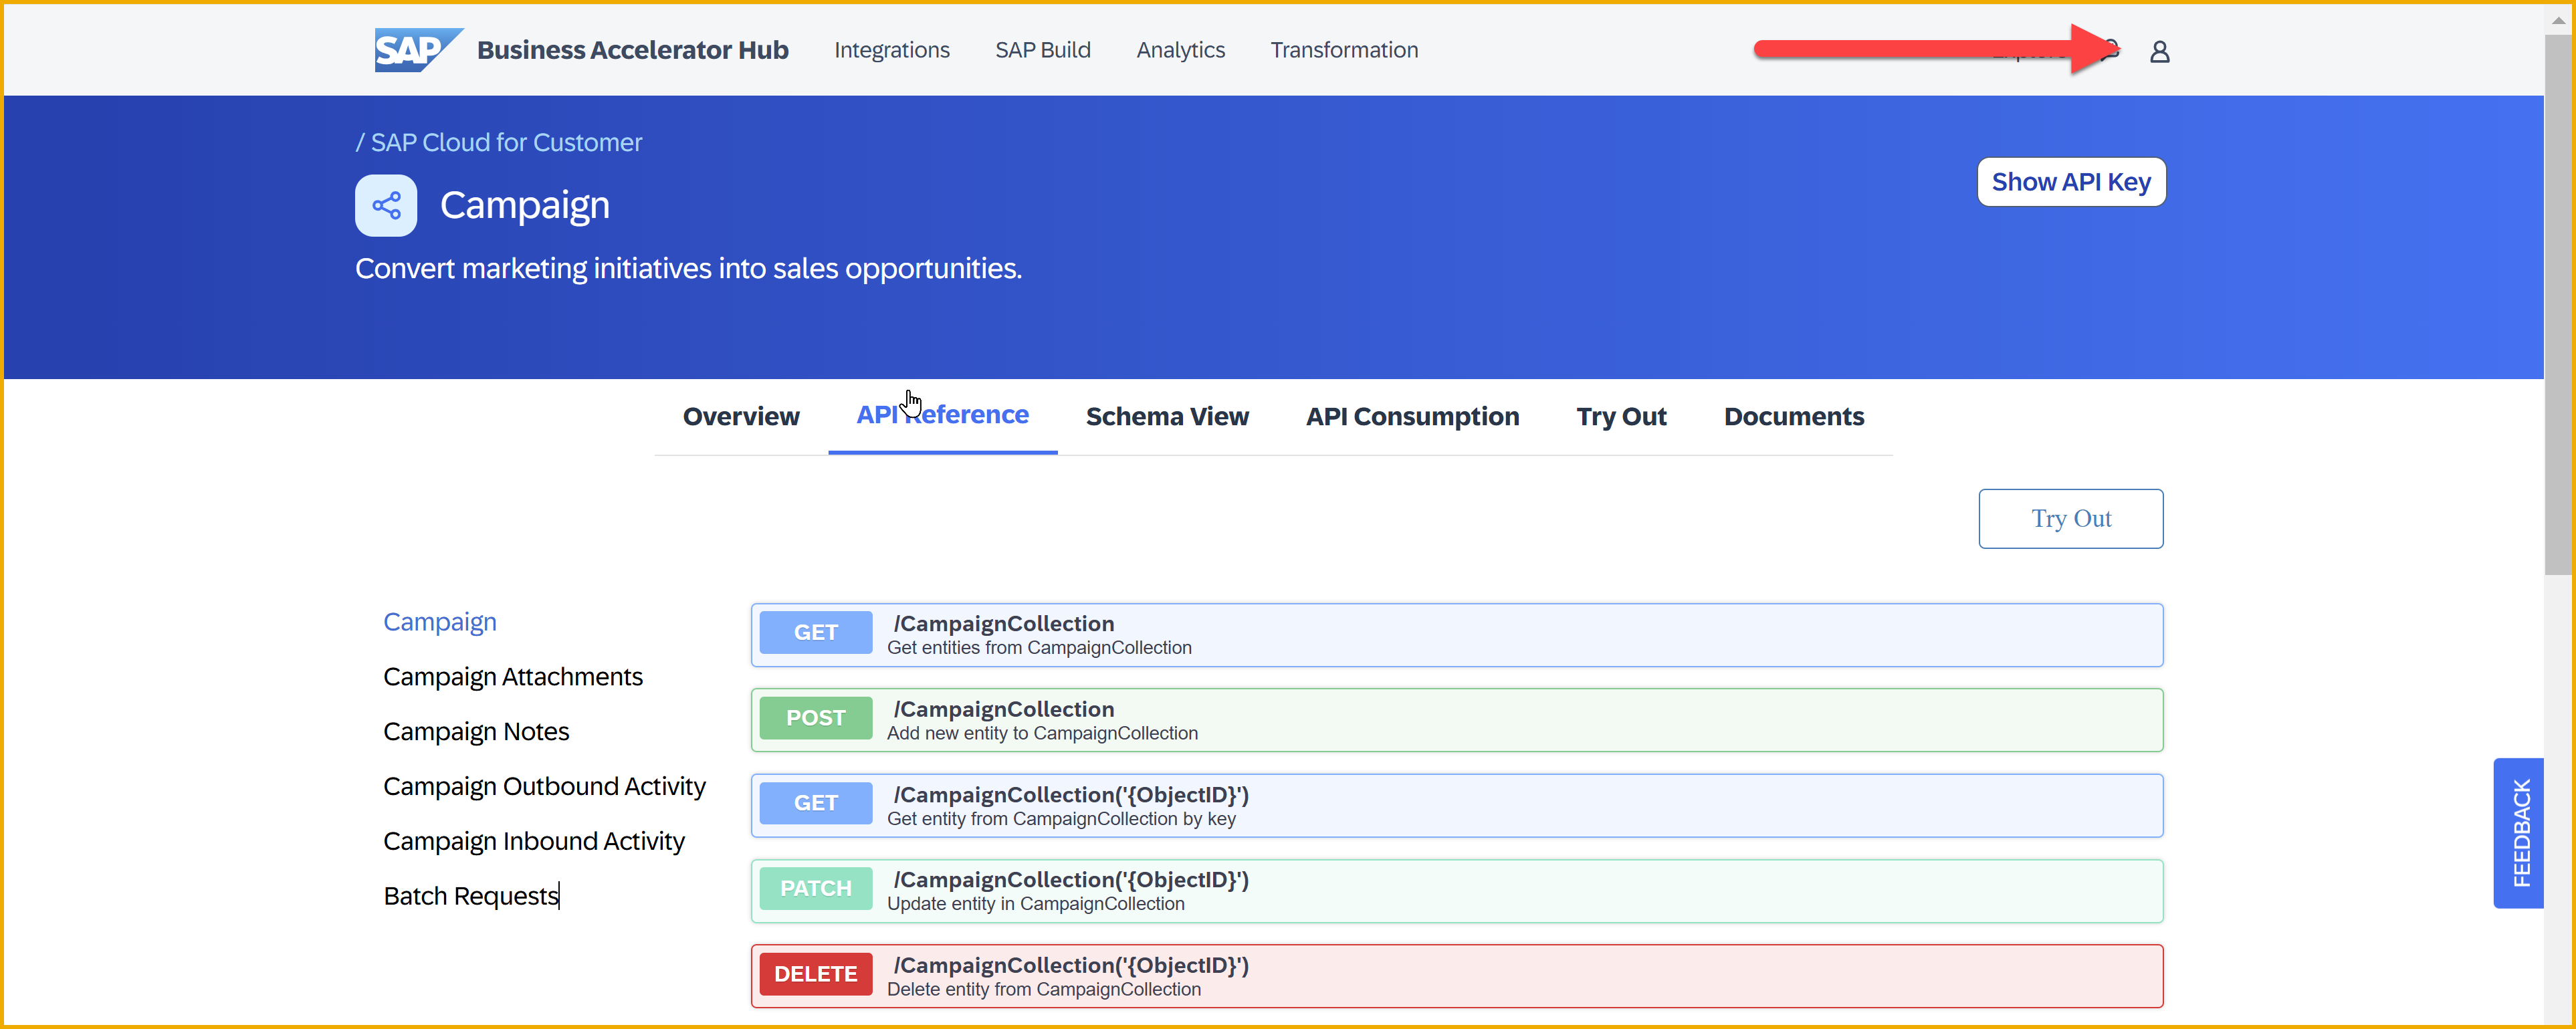 SAP Business Accelerator Hub Integrations SAP Build Analytics Transformation
/ SAP Cloud for Customer
Campaign
Show API Key
Convert marketing initiatives into sales opportunities.
Overview API Reference Schema View API Consumption Try Out Documents
Try Out
Campaign
Campaign Attachments
Campaign Notes
Campaign Outbound Activity
Campaign Inbound Activity
Batch Requests
GET /CampaignCollection
Get entities from CampaignCollection
POST /CampaignCollection
Add new entity to CampaignCollection
GET /CampaignCollection('{ObjectID}')
Get entity from CampaignCollection by key
PATCH /CampaignCollection('{ObjectID}')
Update entity in CampaignCollection
DELETE /CampaignCollection('{ObjectID}')
Delete entity from CampaignCollection
FEEDBACK